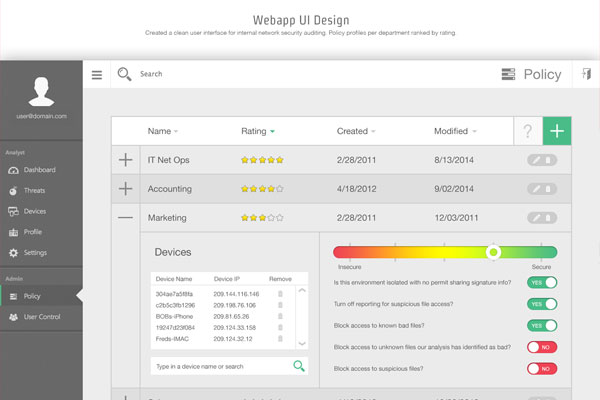 Webapp UI Design
Created a clean user interface for internal network security auditing. Policy profiles per department ranked by rating.
Search
Policy
user@domain.com
Analyst
Dashboard
Threats
Devices
Profile
Settings
Admin
Policy
User Control
Name Rating Created Modified ?
IT Net Ops 2/28/2011 8/13/2014
Accounting 4/18/2012 9/02/2014
Marketing 2/28/2011 12/03/2011
Devices
Device Name Device IP Remove
304ae7a5f8fa 209.144.116.146
c2b5c3fb1296 209.198.76.106
BOBs-iPhone 209.81.65.26
19247d23f084 209.124.33.158
Freds-IMAC 209.124.32.12
Type in a device name or search
Insecure Secure
Is this environment isolated with no permit sharing signature info? YES
Turn off reporting for suspicious file access? YES
Block access to known bad files? YES
Block access to unknown files our analysis has identified as bad? NO
Block access to suspicious files? NO